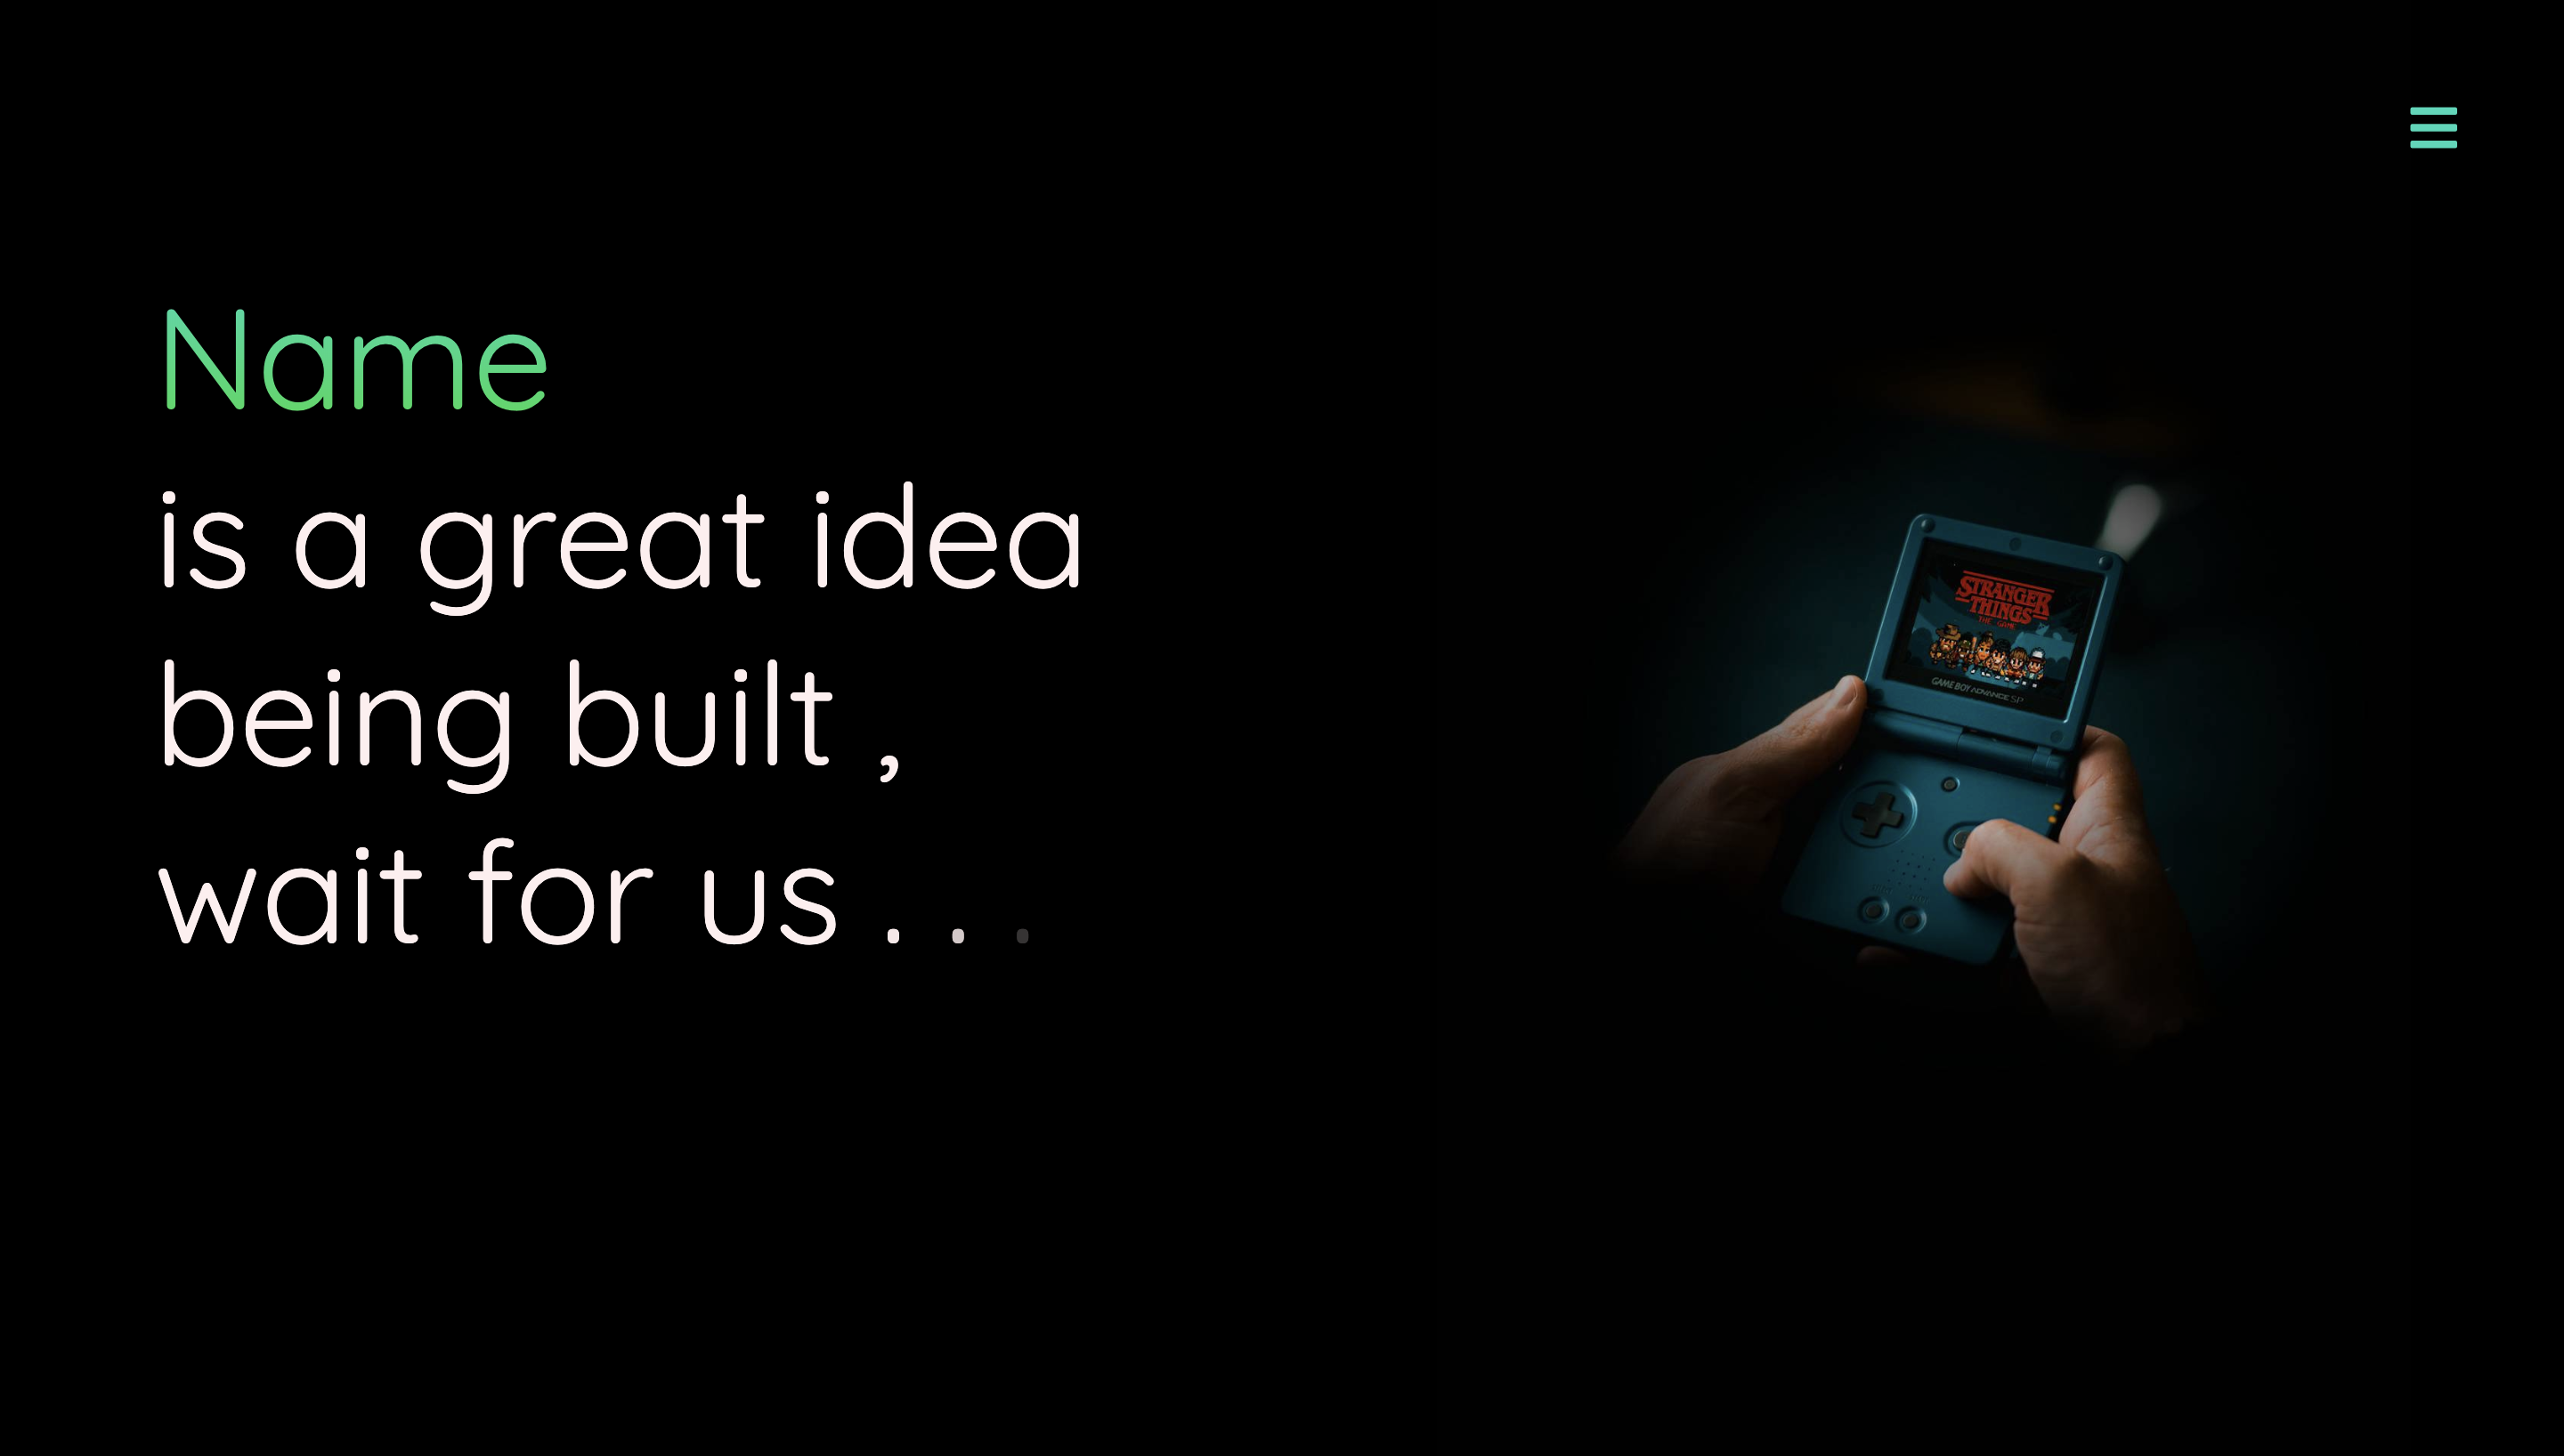 Name
is a great idea
being built ,
wait for us . . .
STRANGER
THINGS
THE GAME
GAME BOY ADVANCE SP